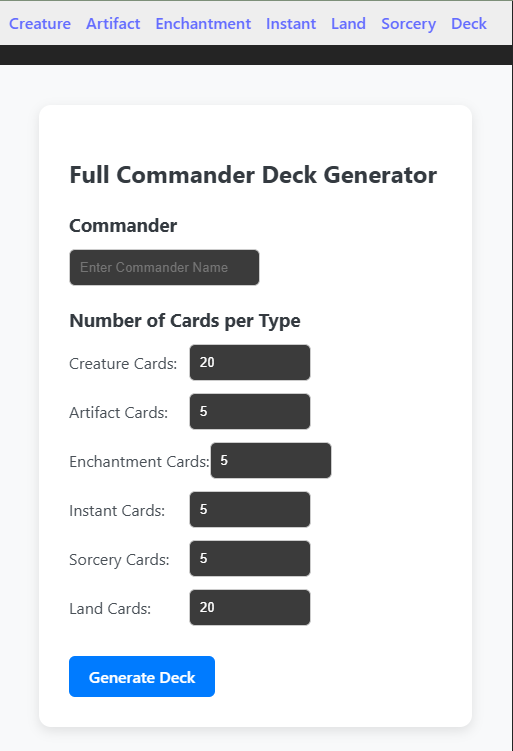 Creature Artifact Enchantment Instant Land Sorcery Deck
Full Commander Deck Generator
Commander
Enter Commander Name
Number of Cards per Type
Creature Cards: 20
Artifact Cards: 5
Enchantment Cards: 5
Instant Cards: 5
Sorcery Cards: 5
Land Cards: 20
Generate Deck